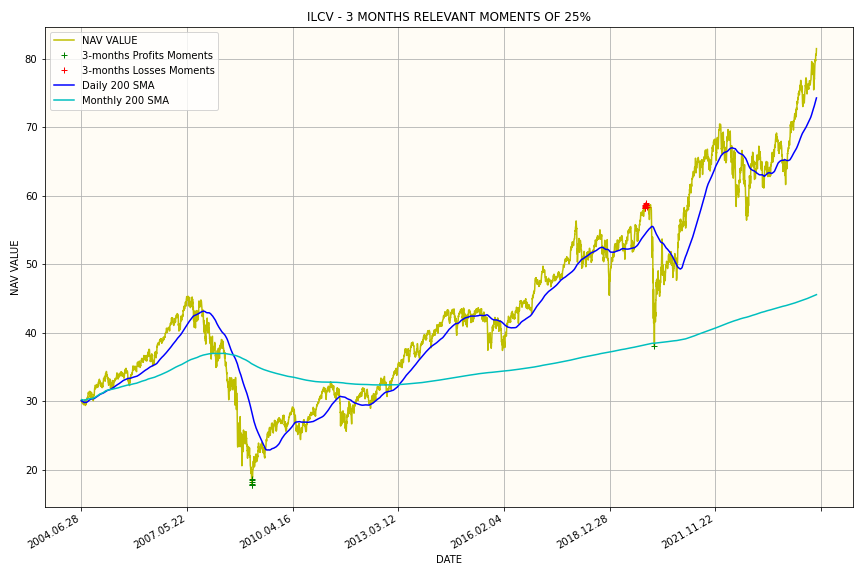 ILCV - 3 MONTHS RELEVANT MOMENTS OF 25%
NAV VALUE
3-months Profits Moments
3-months Losses Moments
Daily 200 SMA
Monthly 200 SMA
80
70
60
50
40
30
20
NAV VALUE
2004.06.28
2007.05.22
2010.04.16
2013.03.12
2016.02.04
2018.12.28
2021.11.22
DATE